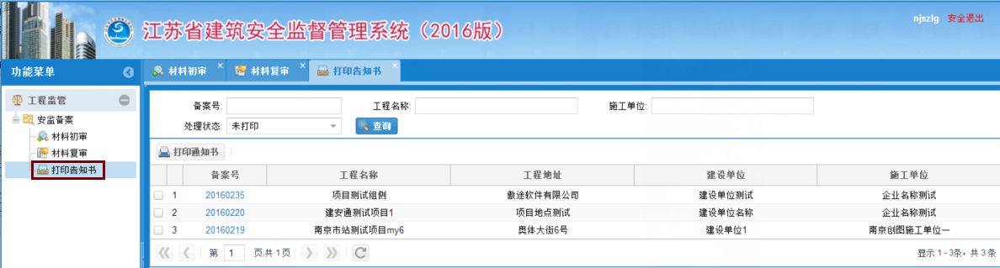 江苏省建筑安全监督管理系统（2016版）
njszlg 安全退出
功能菜单
材料初审 材料复审 打印告知书
工程监管
安监备案
材料初审
材料复审
打印告知书
备案号: 工程名称: 施工单位:
处理状态: 未打印 查询
打印通知书
备案号 工程名称 工程地址 建设单位 施工单位
1 20160235 项目测试组侧 傲途软件有限公司 建设单位测试 企业名称测试
2 20160220 建安通测试项目1 项目地点测试 建设单位名称 企业名称测试
3 20160219 南京市站测试项目my6 奥体大街6号 建设单位1 南京创图施工单位一
第 1 页,共 1页 显示 1 - 3条，共 3 条